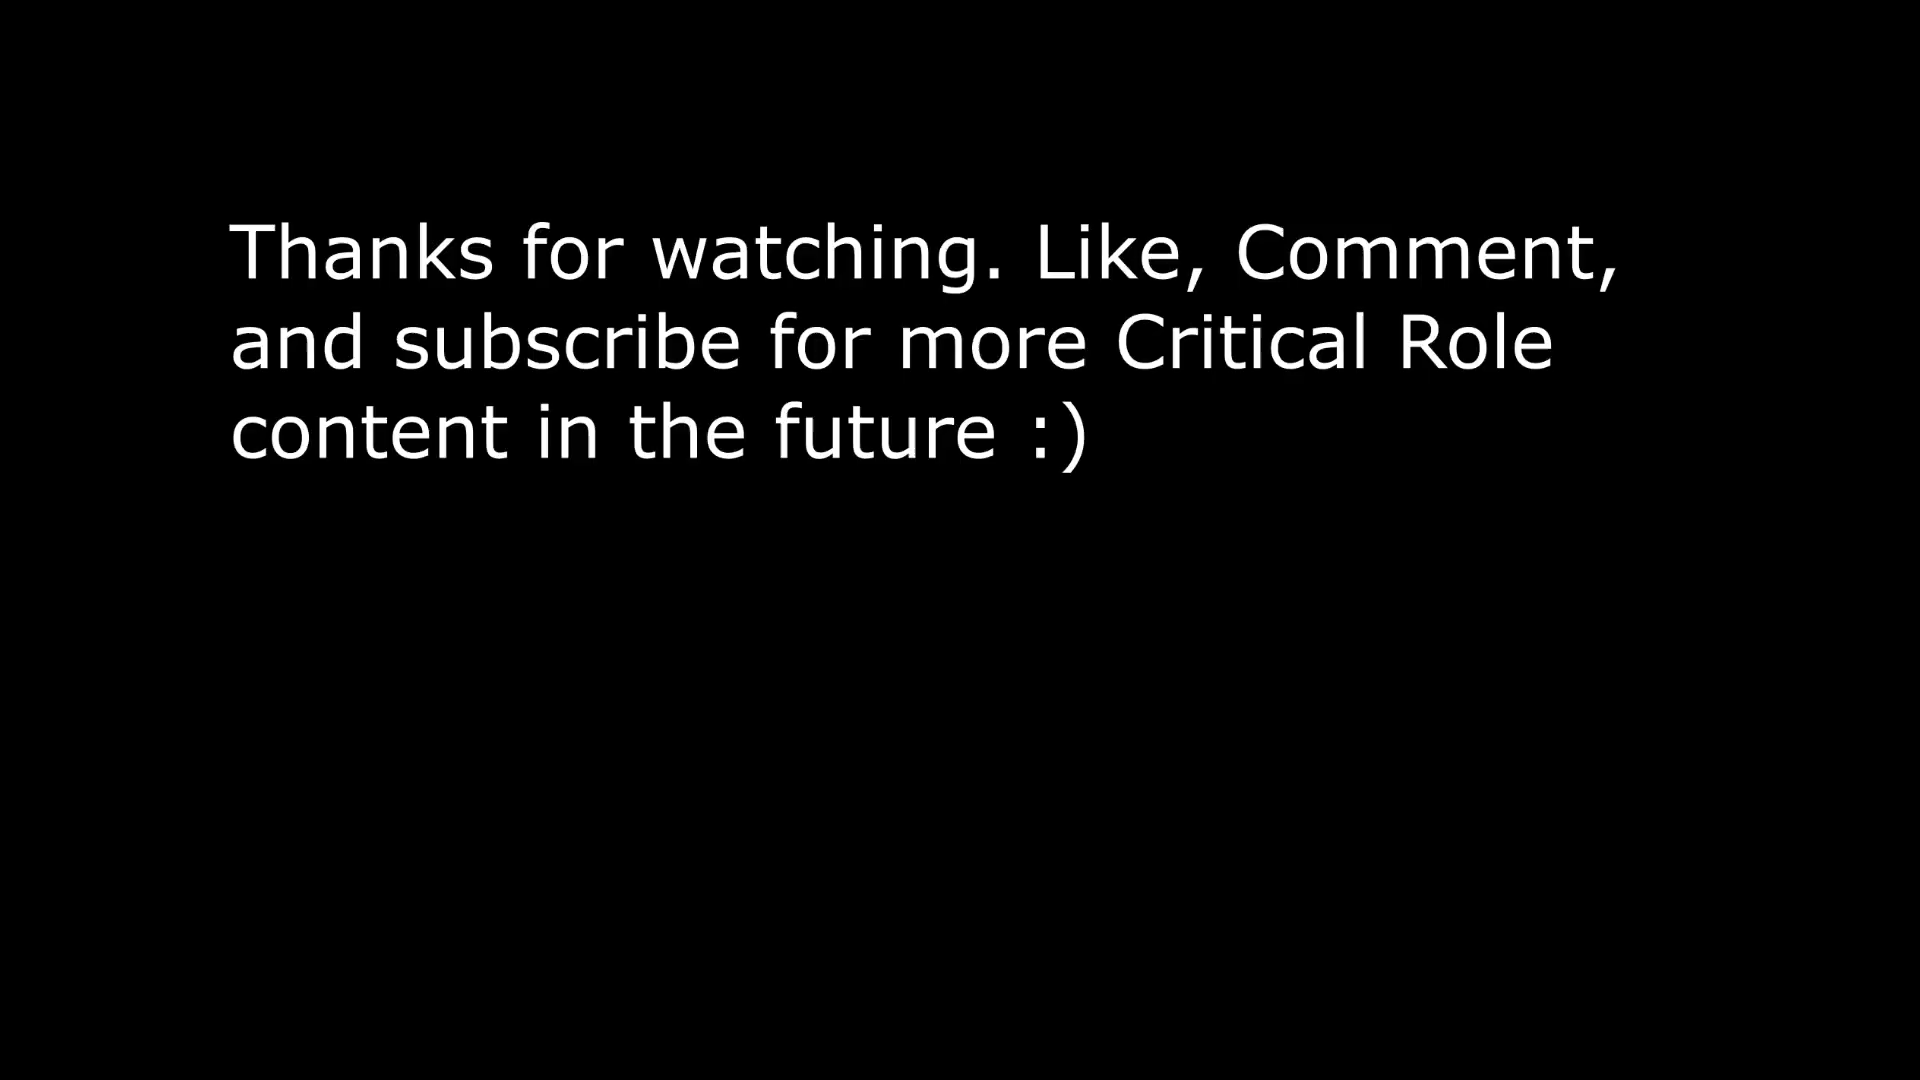 Thanks for watching. Like, Comment,
and subscribe for more Critical Role
content in the future :)